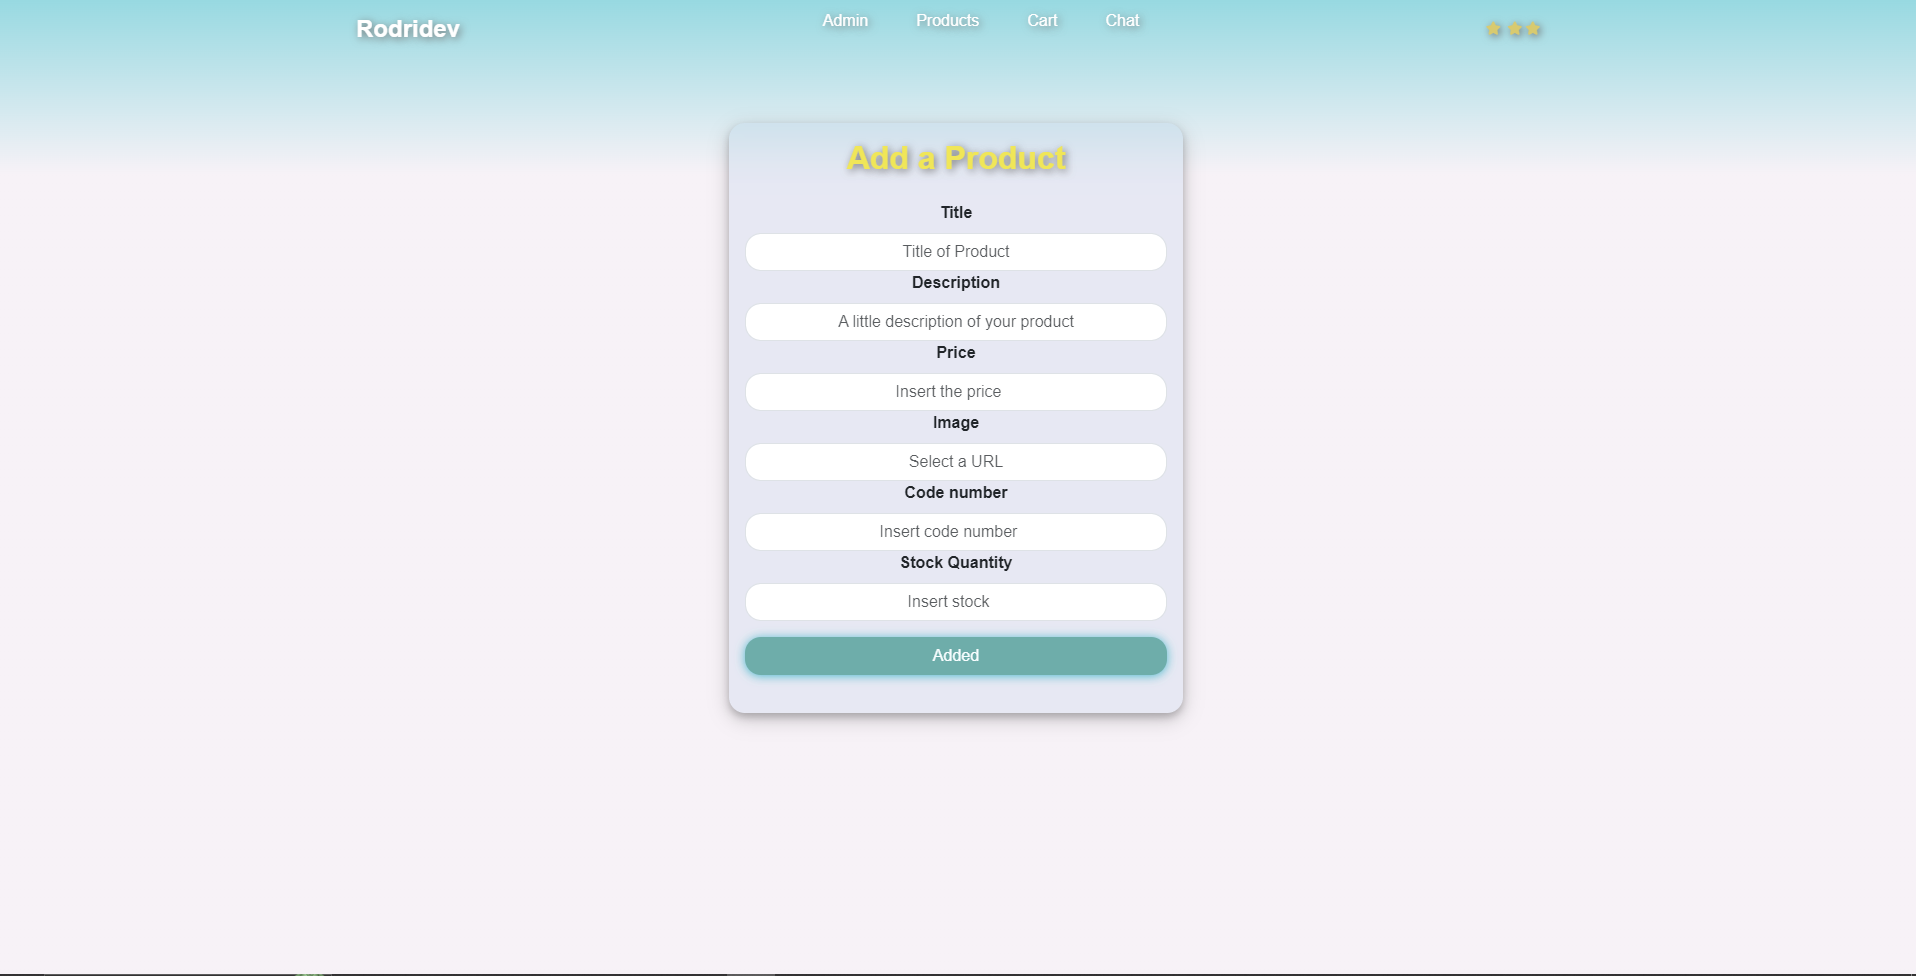 Rodridev
Admin Products Cart Chat
Add a Product
Title
Title of Product
Description
A little description of your product
Price
Insert the price
Image
Select a URL
Code number
Insert code number
Stock Quantity
Insert stock
Added